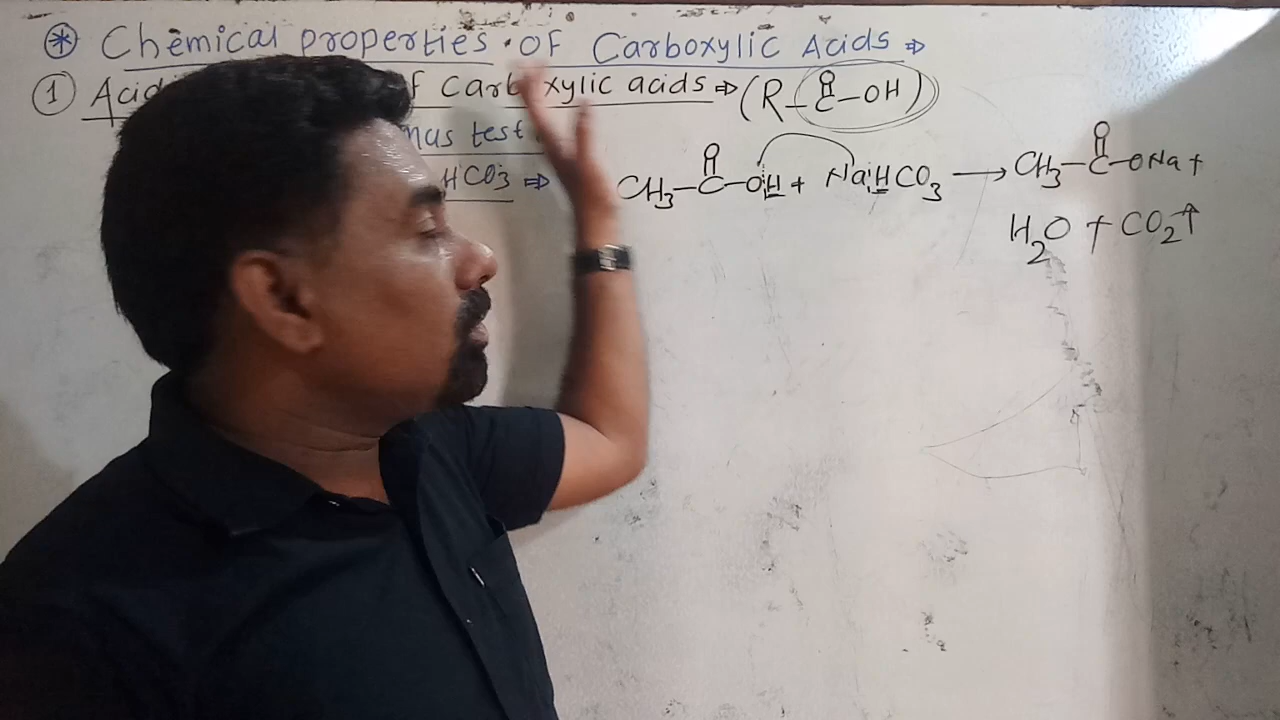 ⊛ Chemical properties of Carboxylic Acids ⇒
① Acid f Carboxylic acids ⇒ (R-C-OH)
O
mus test
HCO3 ⇒
O
CH3-C-OH + NaHCO3 → CH3-C-ONa +
O
H2O + CO2↑